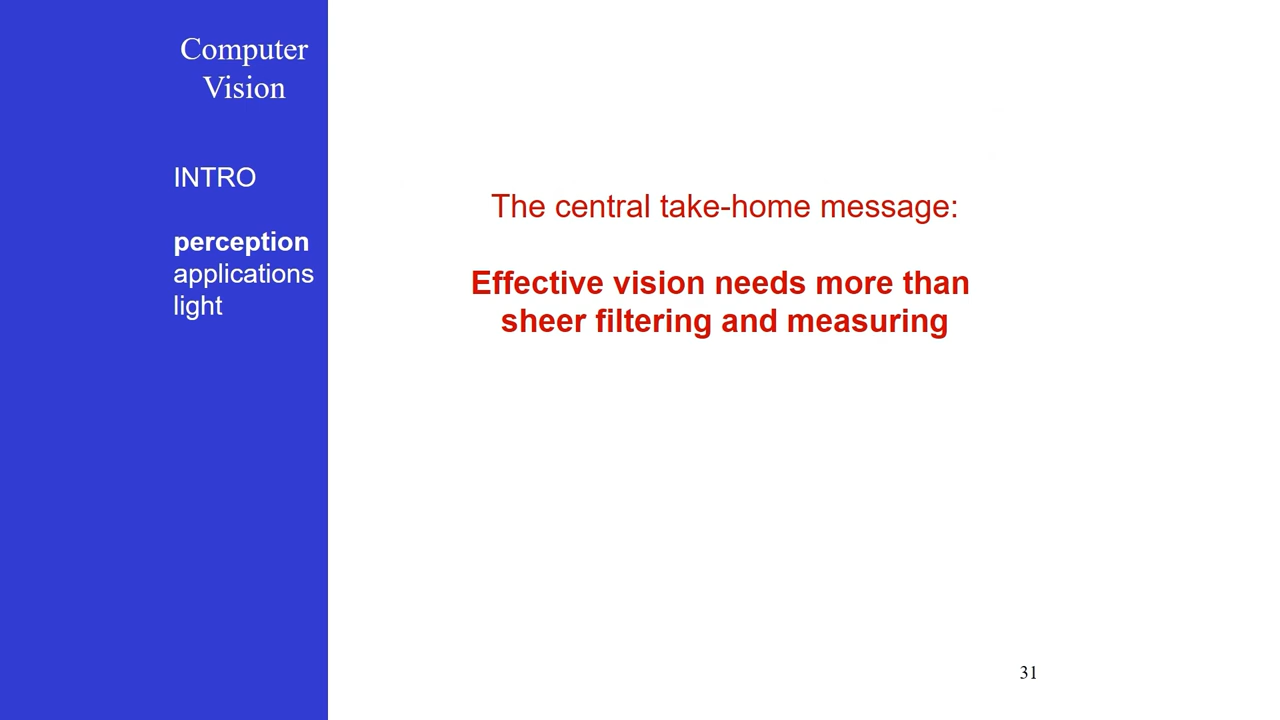 Computer
Vision
INTRO
perception
applications
light
The central take-home message:
Effective vision needs more than
sheer filtering and measuring
31